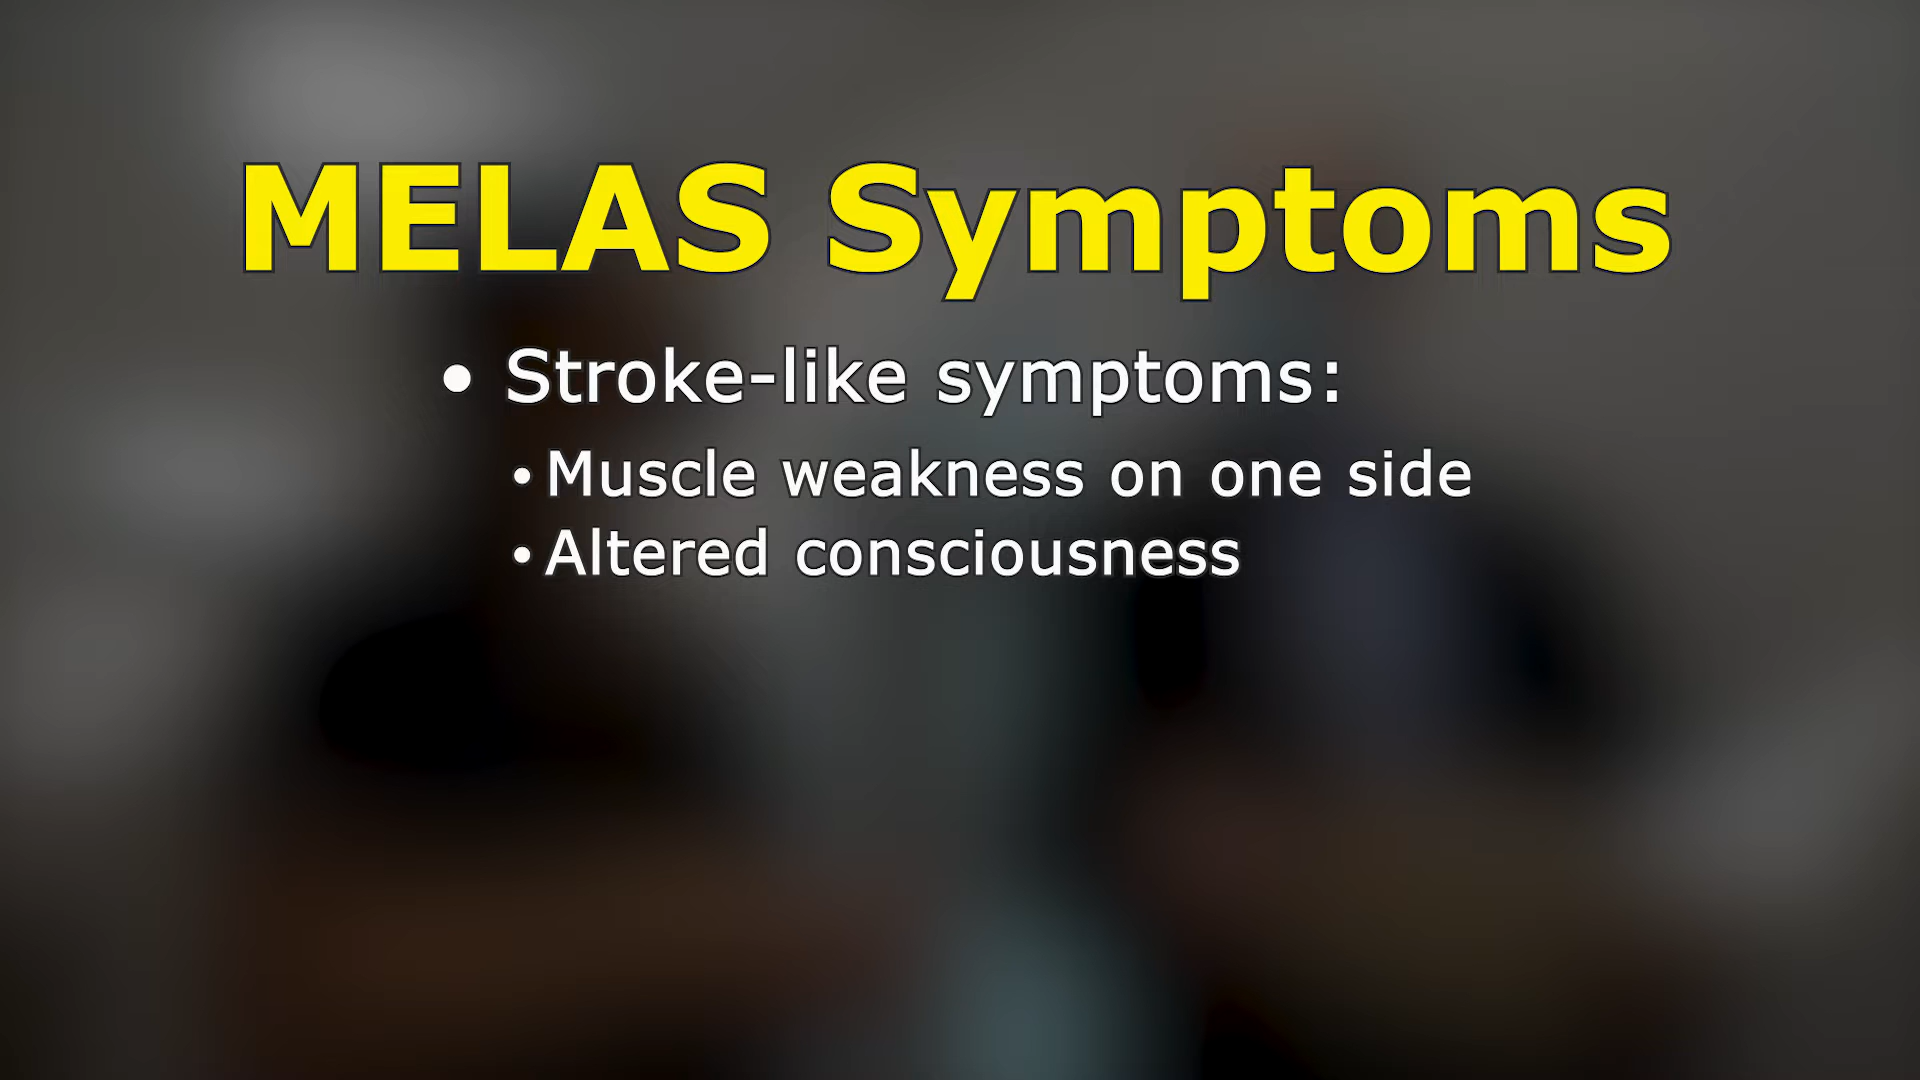 MELAS Symptoms
• Stroke-like symptoms:
• Muscle weakness on one side
• Altered consciousness